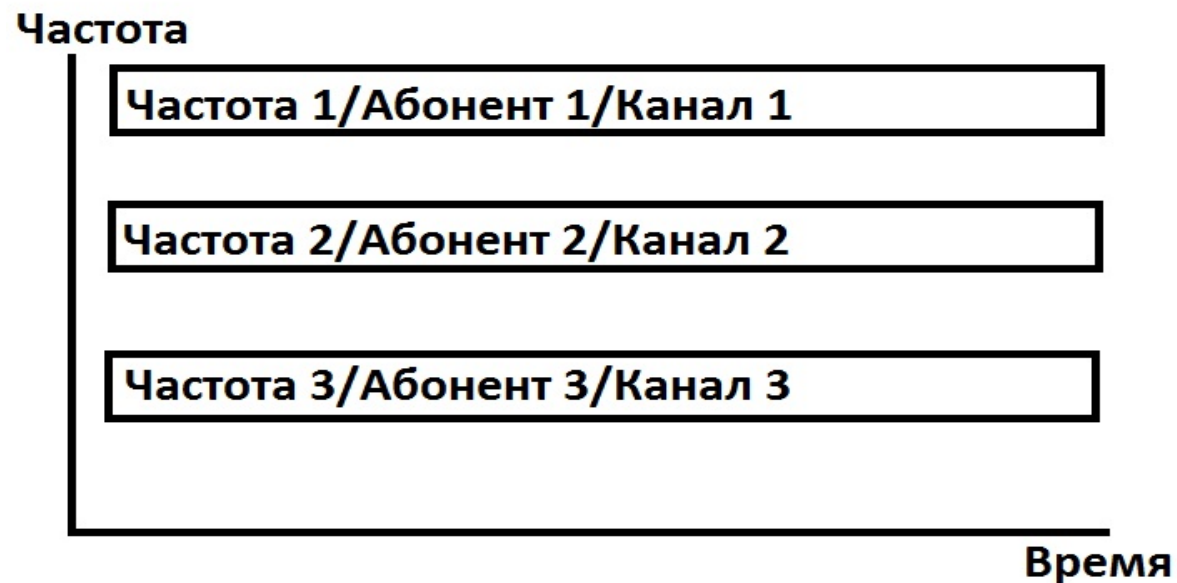 Частота
Частота 1/Абонент 1/Канал 1
Частота 2/Абонент 2/Канал 2
Частота 3/Абонент 3/Канал 3
Время